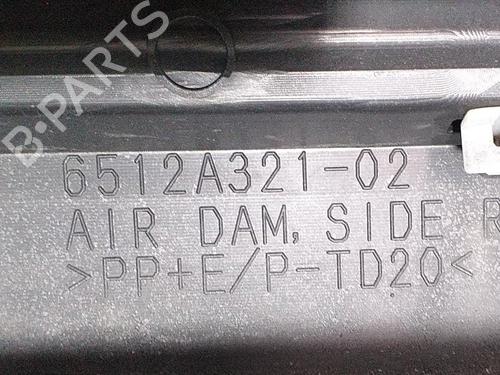 B-PARTS
6512A321-02
AIR DAM, SIDE R
>PP+E/P-TD20<